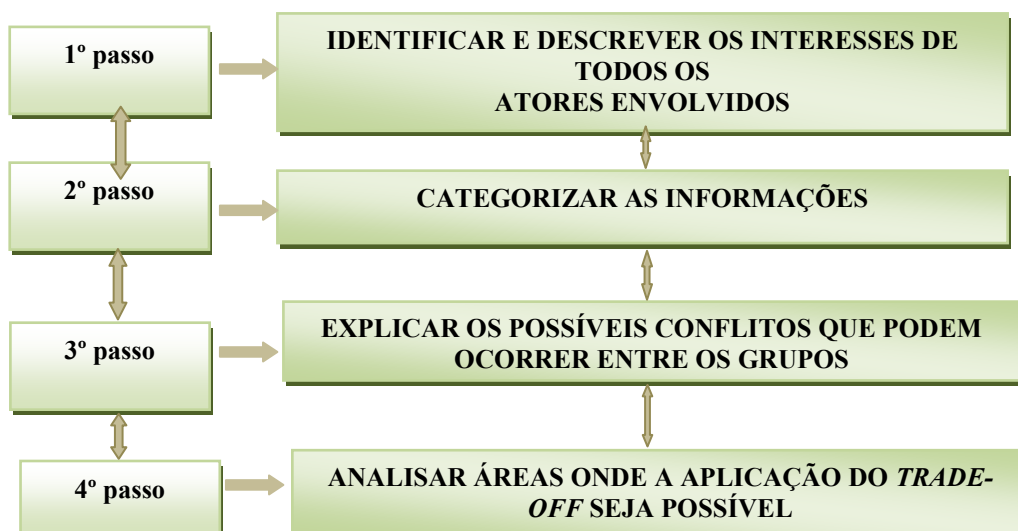 1º passo
IDENTIFICAR E DESCREVER OS INTERESSES DE
TODOS OS
ATORES ENVOLVIDOS
2º passo
CATEGORIZAR AS INFORMAÇÕES
3º passo
EXPLICAR OS POSSÍVEIS CONFLITOS QUE PODEM
OCORRER ENTRE OS GRUPOS
4º passo
ANALISAR ÁREAS ONDE A APLICAÇÃO DO TRADE-
OFF SEJA POSSÍVEL